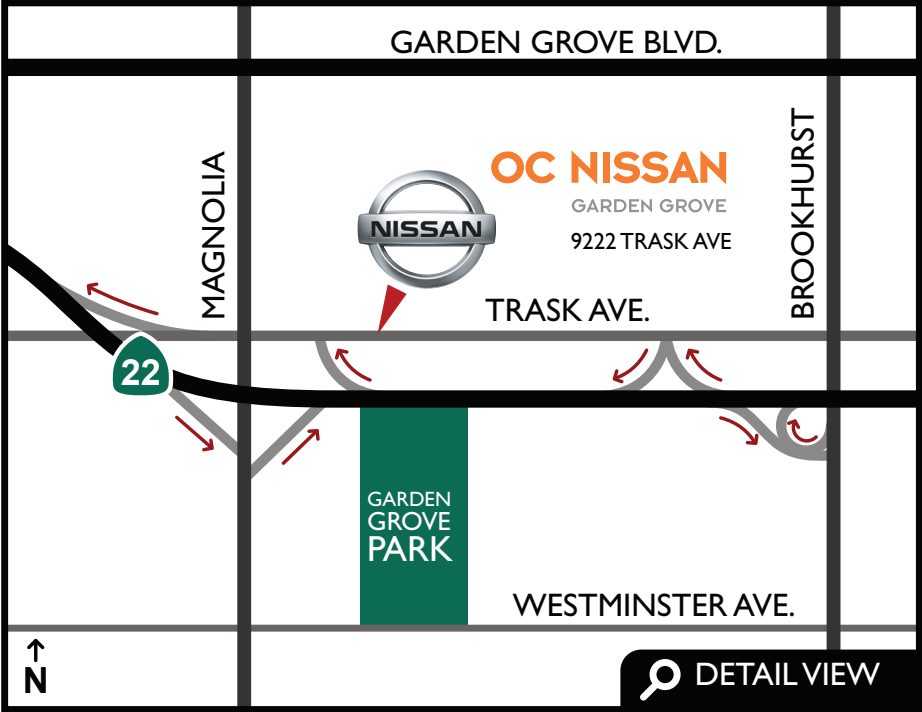 GARDEN GROVE BLVD.
MAGNOLIA
BROOKHURST
OC NISSAN
GARDEN GROVE
9222 TRASK AVE
NISSAN
TRASK AVE.
22
GARDEN
GROVE
PARK
WESTMINSTER AVE.
N
DETAIL VIEW